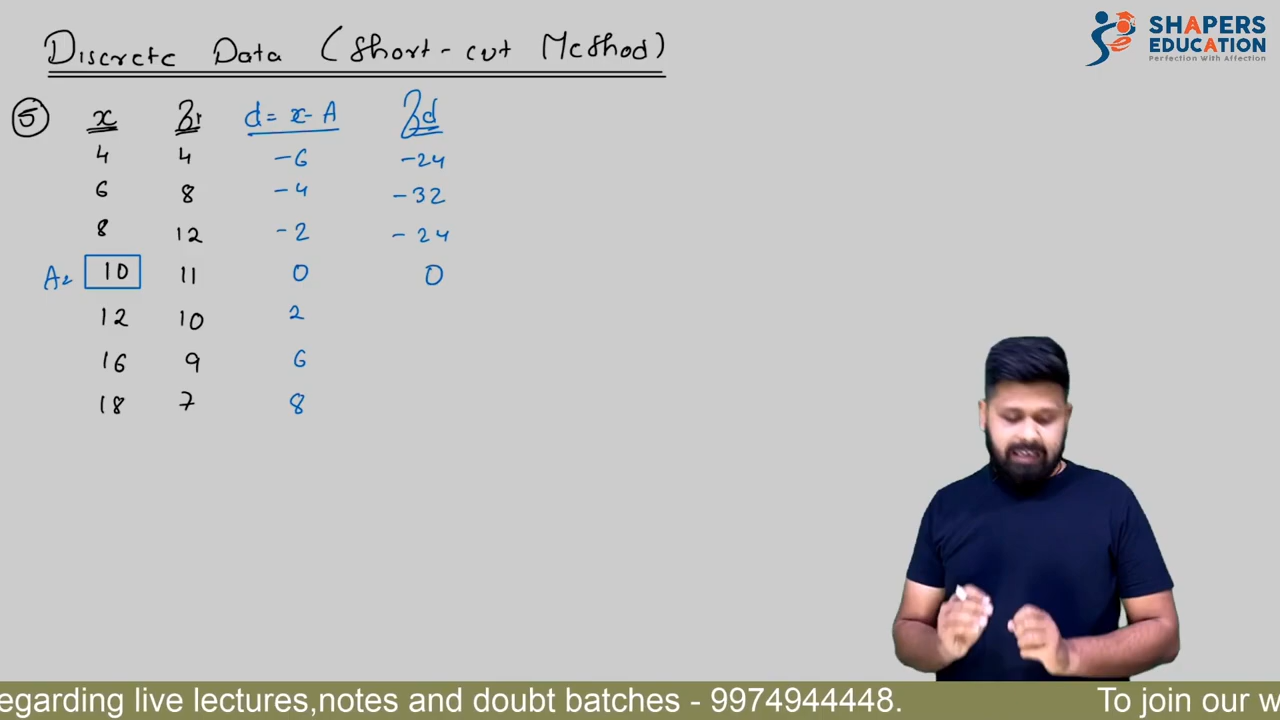 Discrete Data (Short-cut Method)
SHAPERS
EDUCATION
Perfection With Affection
5 x f d = x - A fd
4 4 -6 -24
6 8 -4 -32
8 12 -2 -24
A = 10 11 0 0
12 10 2
16 9 6
18 7 8
egarding live lectures,notes and doubt batches - 9974944448. To join our w